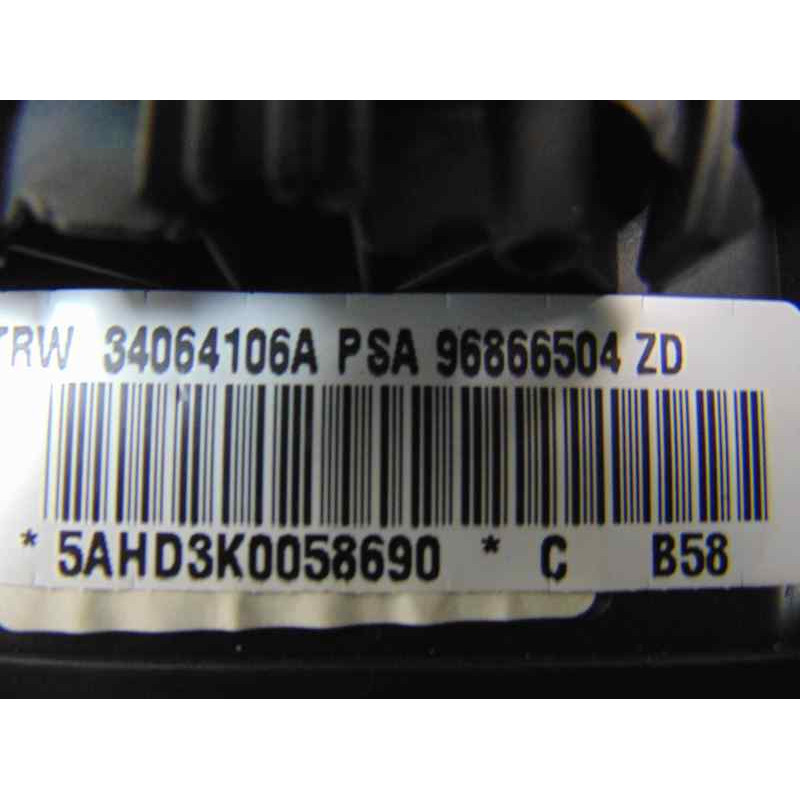 TRW 34064106A PSA 96866504 ZD
* 5AHD3K0058690 * C B58